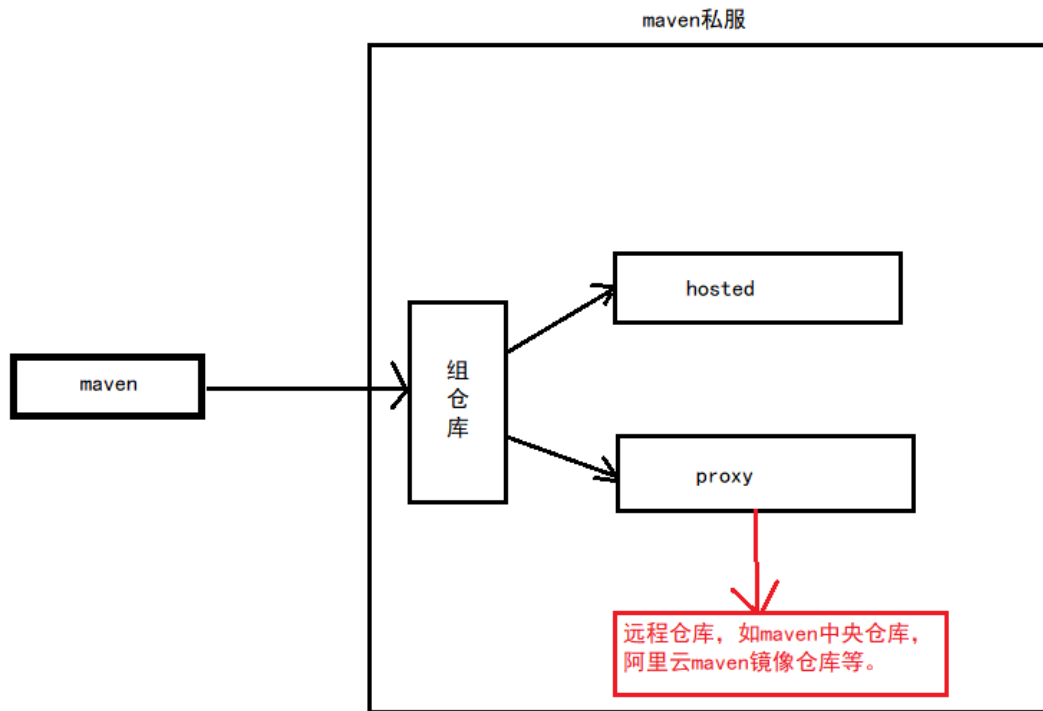 maven私服
hosted
组
仓
库
maven
proxy
远程仓库，如maven中央仓库，
阿里云maven镜像仓库等。